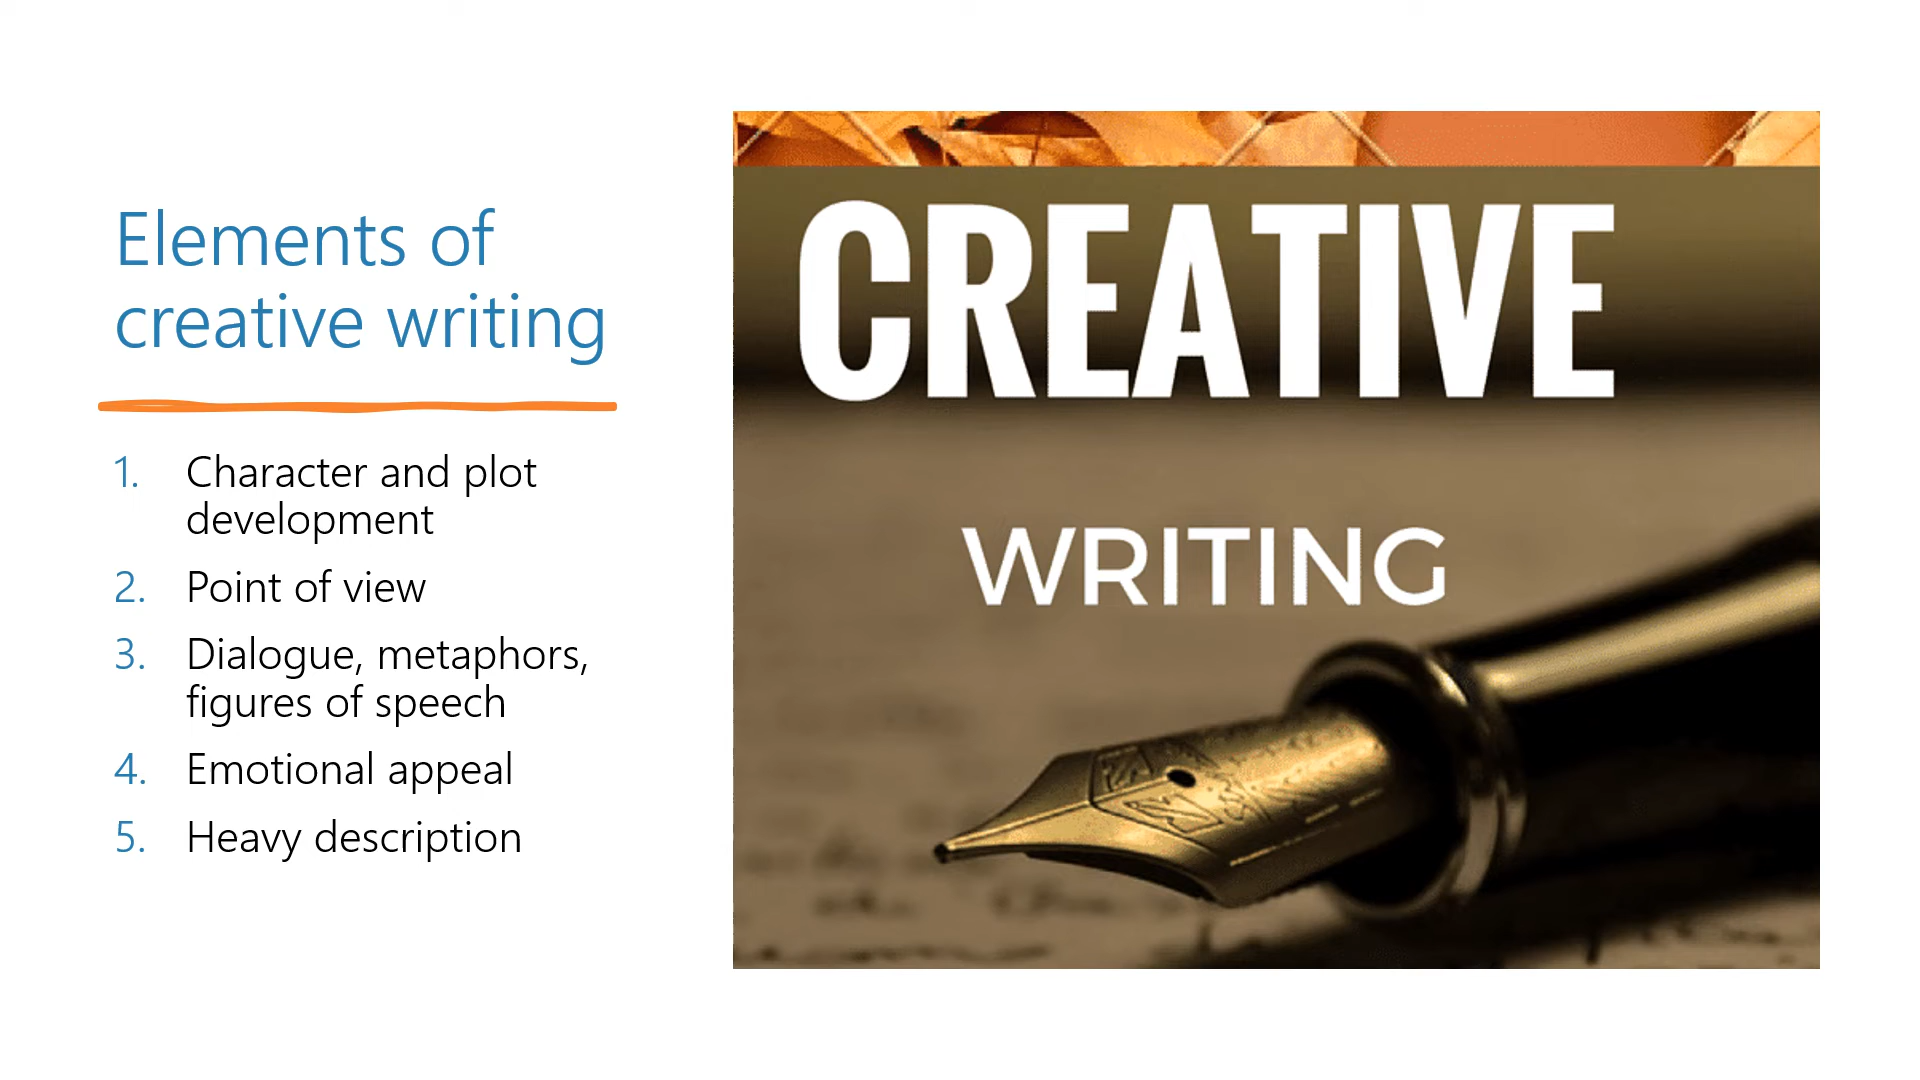 Elements of
creative writing
1. Character and plot
development
2. Point of view
3. Dialogue, metaphors,
figures of speech
4. Emotional appeal
5. Heavy description
CREATIVE
WRITING